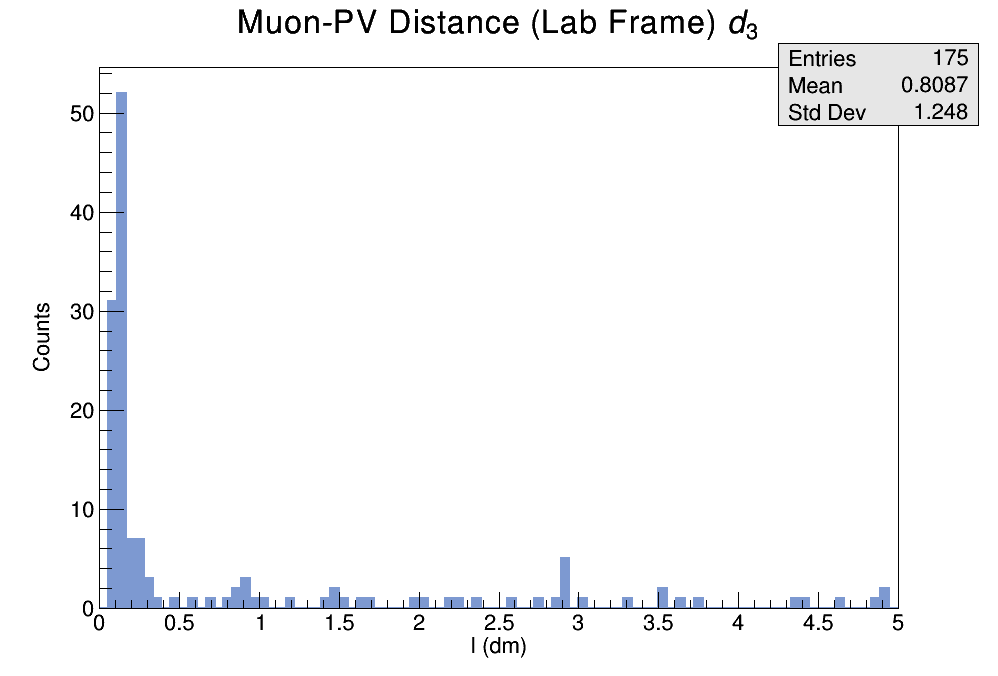 Muon-PV Distance (Lab Frame) d₃
Entries 175
Mean 0.8087
Std Dev 1.248
Counts
50
40
30
20
10
0
0 0.5 1 1.5 2 2.5 3 3.5 4 4.5 5
l (dm)